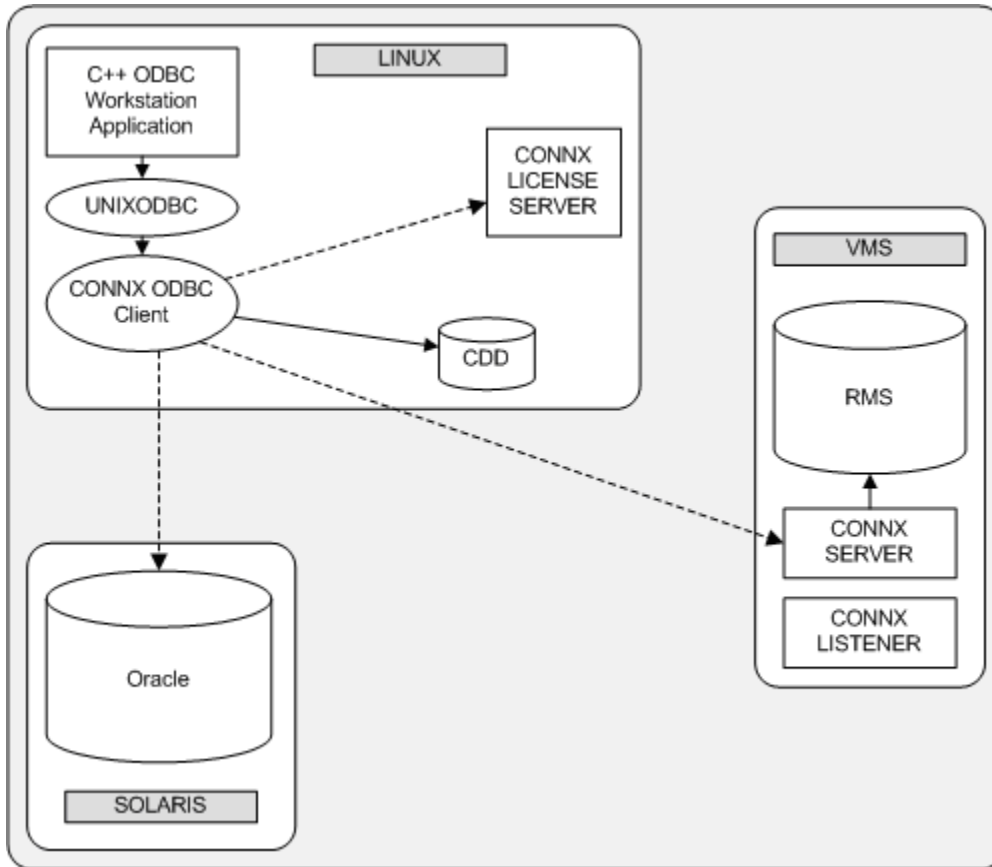 LINUX
C++ ODBC
Workstation
Application
UNIXODBC
CONNX ODBC
Client
CONNX
LICENSE
SERVER
CDD
VMS
RMS
CONNX
SERVER
CONNX
LISTENER
Oracle
SOLARIS